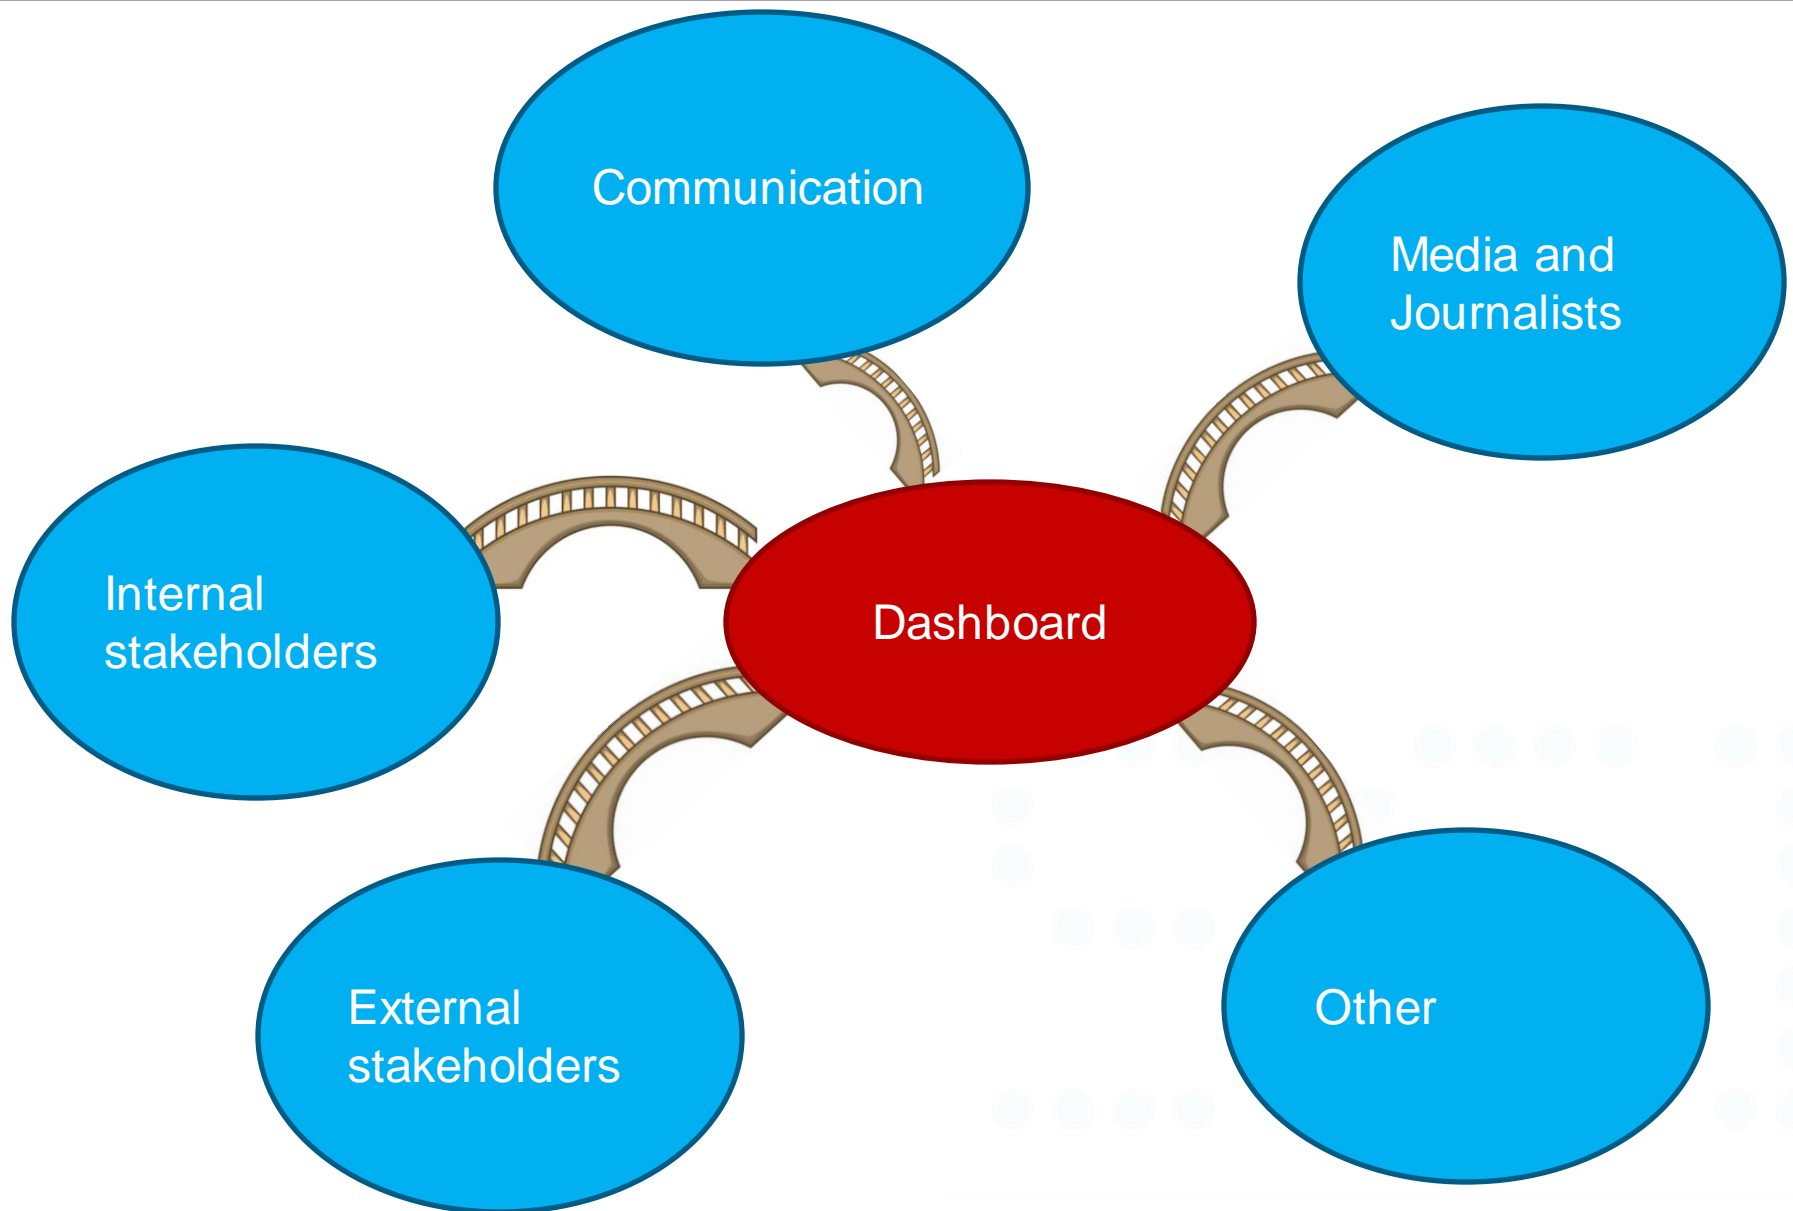 Communication
Media and
Journalists
Internal
stakeholders
Dashboard
External
stakeholders
Other